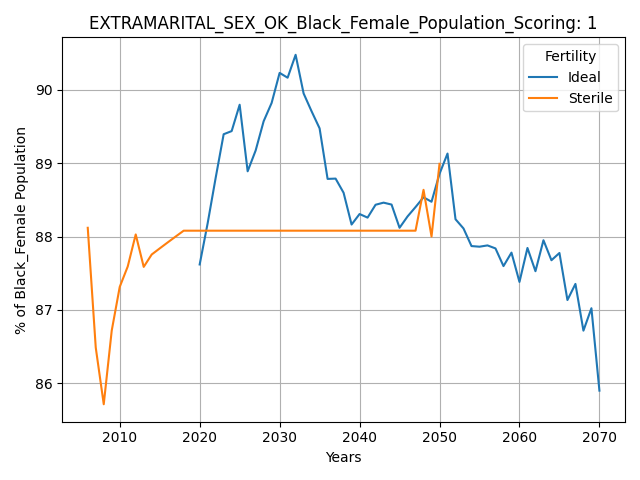 EXTRAMARITAL_SEX_OK_Black_Female_Population_Scoring: 1
% of Black_Female Population
90
89
88
87
86
Fertility
Ideal
Sterile
2010 2020 2030 2040 2050 2060 2070
Years